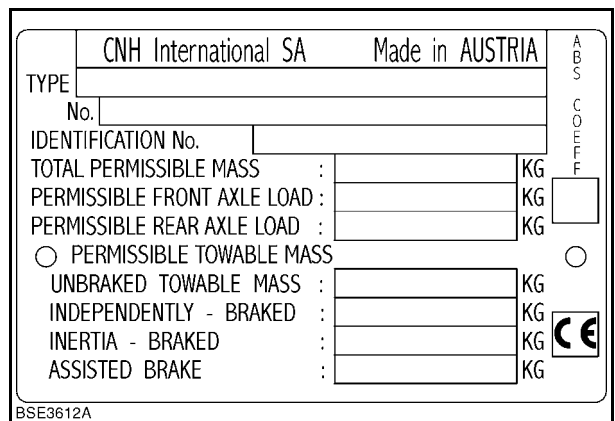 CNH International SA Made in AUSTRIA
TYPE
No.
IDENTIFICATION No.
TOTAL PERMISSIBLE MASS : KG
PERMISSIBLE FRONT AXLE LOAD : KG
PERMISSIBLE REAR AXLE LOAD : KG
PERMISSIBLE TOWABLE MASS
UNBRAKED TOWABLE MASS : KG
INDEPENDENTLY - BRAKED : KG
INERTIA - BRAKED : KG
ASSISTED BRAKE : KG
ABS COEFF
CE
BSE3612A